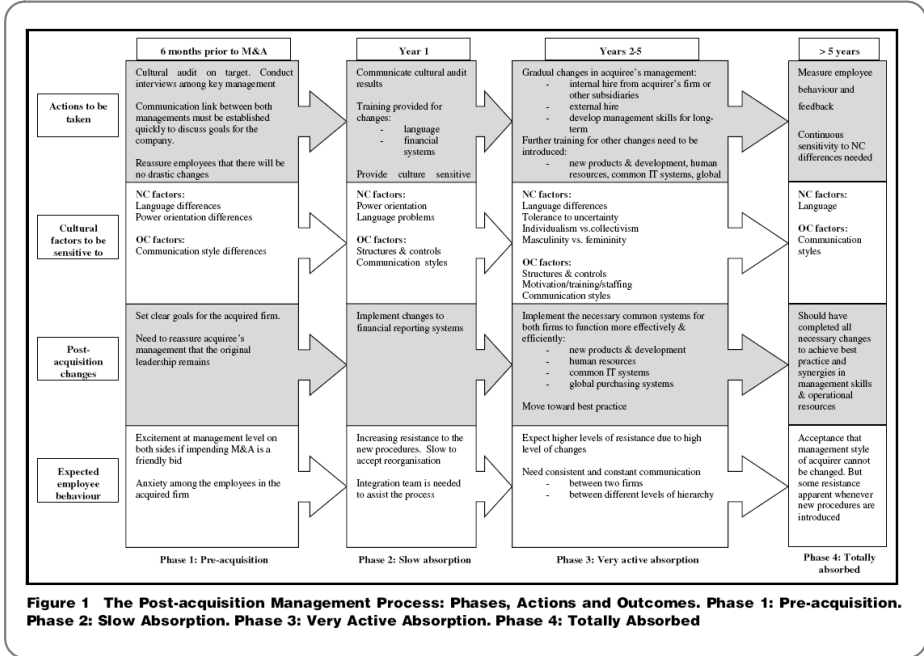 6 months prior to M&A
Year 1
Years 2-5
> 5 years
Actions to be
taken
Cultural audit on target. Conduct
interviews among key management
Communication link between both
managements must be established
quickly to discuss goals for the
company.
Reassure employees that there will be
no drastic changes
Communicate cultural audit
results
Training provided for
changes:
- language
- financial
systems
Provide culture sensitive
Gradual changes in acquiree's management:
- internal hire from acquirer's firm or
other subsidiaries
- external hire
- develop management skills for long-
term
Further training for other changes need to be
introduced:
- new products & development, human
resources, common IT systems, global
Measure employee
behaviour and
feedback
Continuous
sensitivity to NC
differences needed
Cultural
factors to be
sensitive to
NC factors:
Language differences
Power orientation differences
OC factors:
Communication style differences
NC factors:
Power orientation
Language problems
OC factors:
Structures & controls
Communication styles
NC factors:
Language differences
Tolerance to uncertainty
Individualism vs.collectivism
Masculinity vs. femininity
OC factors:
Structures & controls
Motivation/training/staffing
Communication styles
NC factors:
Language
OC factors:
Communication
styles
Post-
acquisition
changes
Set clear goals for the acquired firm.
Need to reassure acquiree's
management that the original
leadership remains
Implement changes to
financial reporting systems
Implement the necessary common systems for
both firms to function more effectively &
efficiently:
- new products & development
- human resources
- common IT systems
- global purchasing systems
Move toward best practice
Should have
completed all
necessary changes
to achieve best
practice and
synergies in
management skills
& operational
resources
Expected
employee
behaviour
Excitement at management level on
both sides if impending M&A is a
friendly bid
Anxiety among the employees in the
acquired firm
Increasing resistance to the
new procedures. Slow to
accept reorganisation
Integration team is needed
to assist the process
Expect higher levels of resistance due to high
level of changes
Need consistent and constant communication
- between two firms
- between different levels of hierarchy
Acceptance that
management style
of acquirer cannot
be changed. But
some resistance
apparent whenever
new procedures are
introduced
Phase 1: Pre-acquisition
Phase 2: Slow absorption
Phase 3: Very active absorption
Phase 4: Totally
absorbed
Figure 1 The Post-acquisition Management Process: Phases, Actions and Outcomes. Phase 1: Pre-acquisition.
Phase 2: Slow Absorption. Phase 3: Very Active Absorption. Phase 4: Totally Absorbed